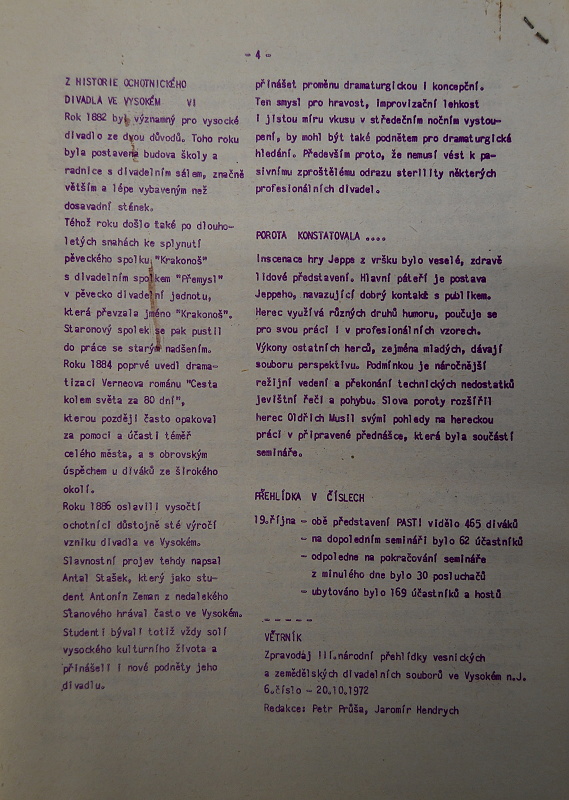 - 4 -
Z HISTORIE OCHOTNICKÉHO
DIVADLA VE VYSOKÉM VI
Rok 1882 byl významný pro vysocké
divadlo ze dvou důvodů. Toho roku
byla postavena budova školy a
radnice s divadelním sálem, značně
větším a lépe vybaveným než
dosavadní stánek.
Téhož roku došlo také po dlouho-
letých snahách ke splynutí
pěveckého spolku "Krakonoš"
s divadelním spolkem "Přemysl"
v pěvecko divadelní jednotu,
která převzala jméno "Krakonoš".
Staronový spolek se pak pustil
do práce se starým nadšením.
Roku 1884 poprvé uvedl drama-
tizaci Verneova románu "Cesta
kolem světa za 80 dní",
kterou později často opakoval
za pomoci a účasti téměř
celého města, a s obrovským
úspěchem u diváků ze širokého
okolí.
Roku 1886 oslavili vysočtí
ochotníci důstojně sté výročí
vzniku divadla ve Vysokém.
Slavnostní projev tehdy napsal
Antal Stašek, který jako stu-
dent Antonín Zeman z nedalekého
Stanového hrával často ve Vysokém.
Studenti bývali totiž vždy solí
vysockého kulturního života a
přinášeli i nové podněty jeho
divadlu.
přinášet proměnu dramaturgickou i koncepční.
Ten smysl pro hravost, improvizační lehkost
i jistou míru vkusu v středečním nočním vystou-
pení, by mohl být také podnětem pro dramaturgická
hledání. Především proto, že nemusí vést k pa-
sivnímu zproštělému odrazu sterility některých
profesionálních divadel.
POROTA KONSTATOVALA ....
Inscenace hry Jeppe z vršku bylo veselé, zdravě
lidové představení. Hlavní páteří je postava
Jeppeho, navazující dobrý kontakt s publikem.
Herec využívá různých druhů humoru, poučuje se
pro svou práci i v profesionálních vzorech.
Výkony ostatních herců, zejména mladých, dávají
souboru perspektivu. Podmínkou je náročnější
režijní vedení a překonání technických nedostatků
jevištní řeči a pohybu. Slova poroty rozšířil
herec Oldřich Musil svými pohledy na hereckou
práci v připravené přednášce, která byla součástí
semináře.
PŘEHLÍDKA V ČÍSLECH
19.října - obě představení PASTI vidělo 465 diváků
- na dopoledním semináři bylo 62 účastníků
- odpoledne na pokračování semináře
z minulého dne bylo 30 posluchačů
- ubytováno bylo 169 účastníků a hostů
- - - - -
VĚTRNÍK
Zpravodaj III.národní přehlídky vesnických
a zemědělských divadelních souborů ve Vysokém n.J.
6.číslo - 20.10.1972
Redakce: Petr Průša, Jaromír Hendrych